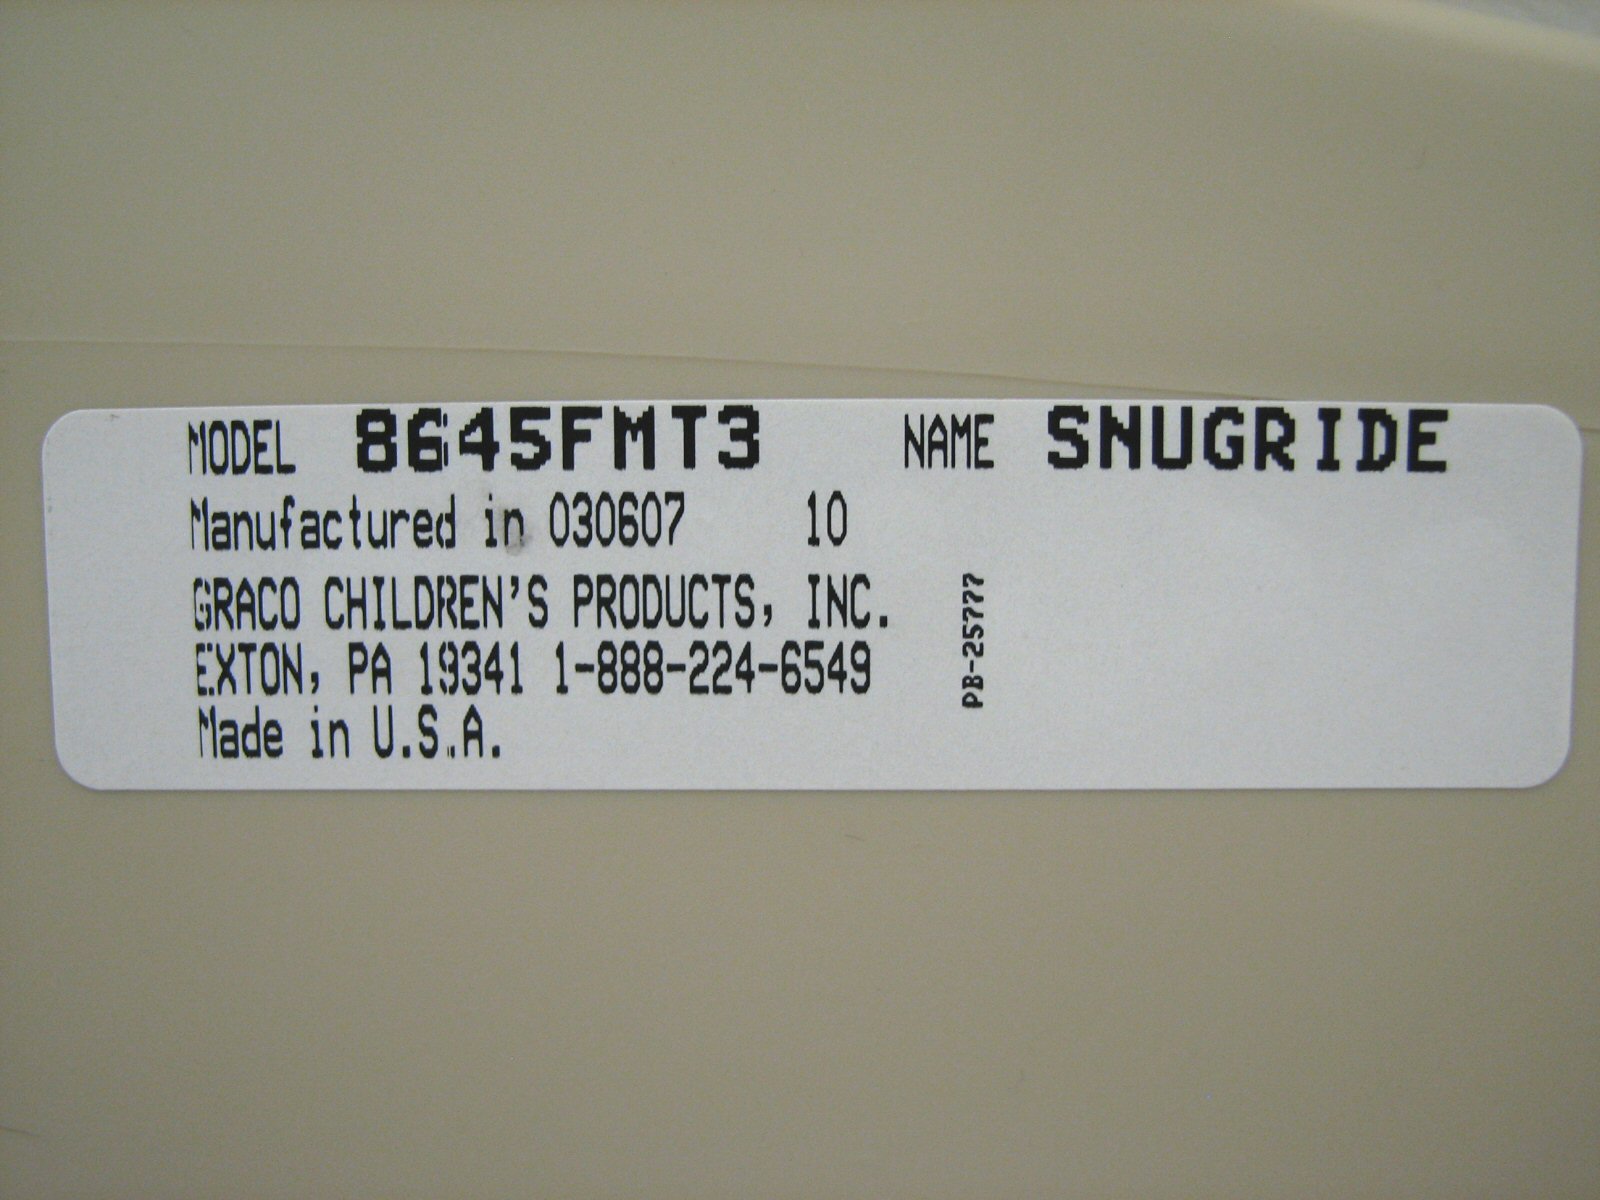 MODEL 8645FMT3 NAME SNUGRIDE
Manufactured in 030607 10
GRACO CHILDREN'S PRODUCTS, INC.
EXTON, PA 19341 1-888-224-6549
Made in U.S.A.
PB-25777